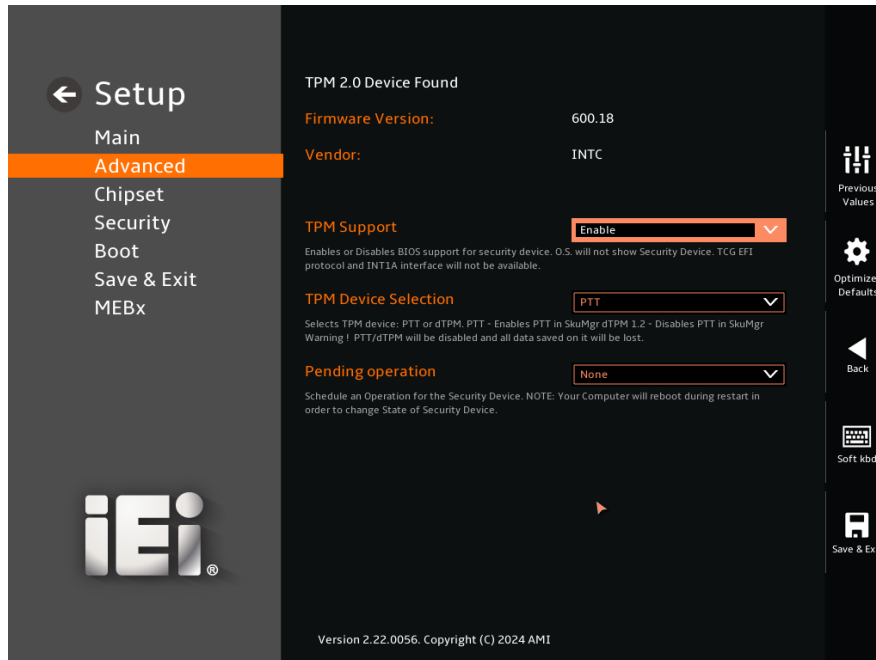 Setup
Main
Advanced
Chipset
Security
Boot
Save & Exit
MEBx
iEi®
TPM 2.0 Device Found
Firmware Version: 600.18
Vendor: INTC
TPM Support Enable
Enables or Disables BIOS support for security device. O.S. will not show Security Device. TCG EFI
protocol and INT1A interface will not be available.
TPM Device Selection PTT
Selects TPM device: PTT or dTPM. PTT - Enables PTT in SkuMgr dTPM 1.2 - Disables PTT in SkuMgr
Warning ! PTT/dTPM will be disabled and all data saved on it will be lost.
Pending operation None
Schedule an Operation for the Security Device. NOTE: Your Computer will reboot during restart in
order to change State of Security Device.
Version 2.22.0056. Copyright (C) 2024 AMI
Previous
Values
Optimize
Defaults
Back
Soft kbd
Save & Ex